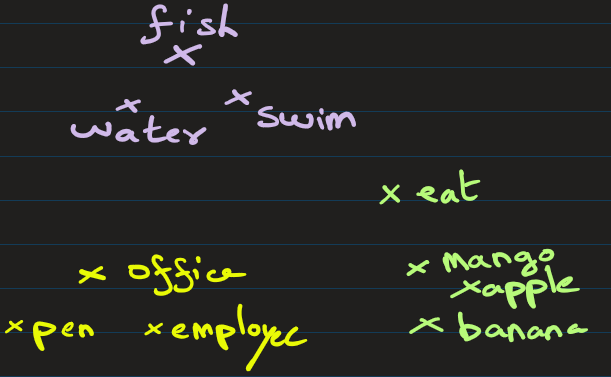 fish
x
x x
water swim
x eat
x office x mango
x apple
x pen x employee x banana